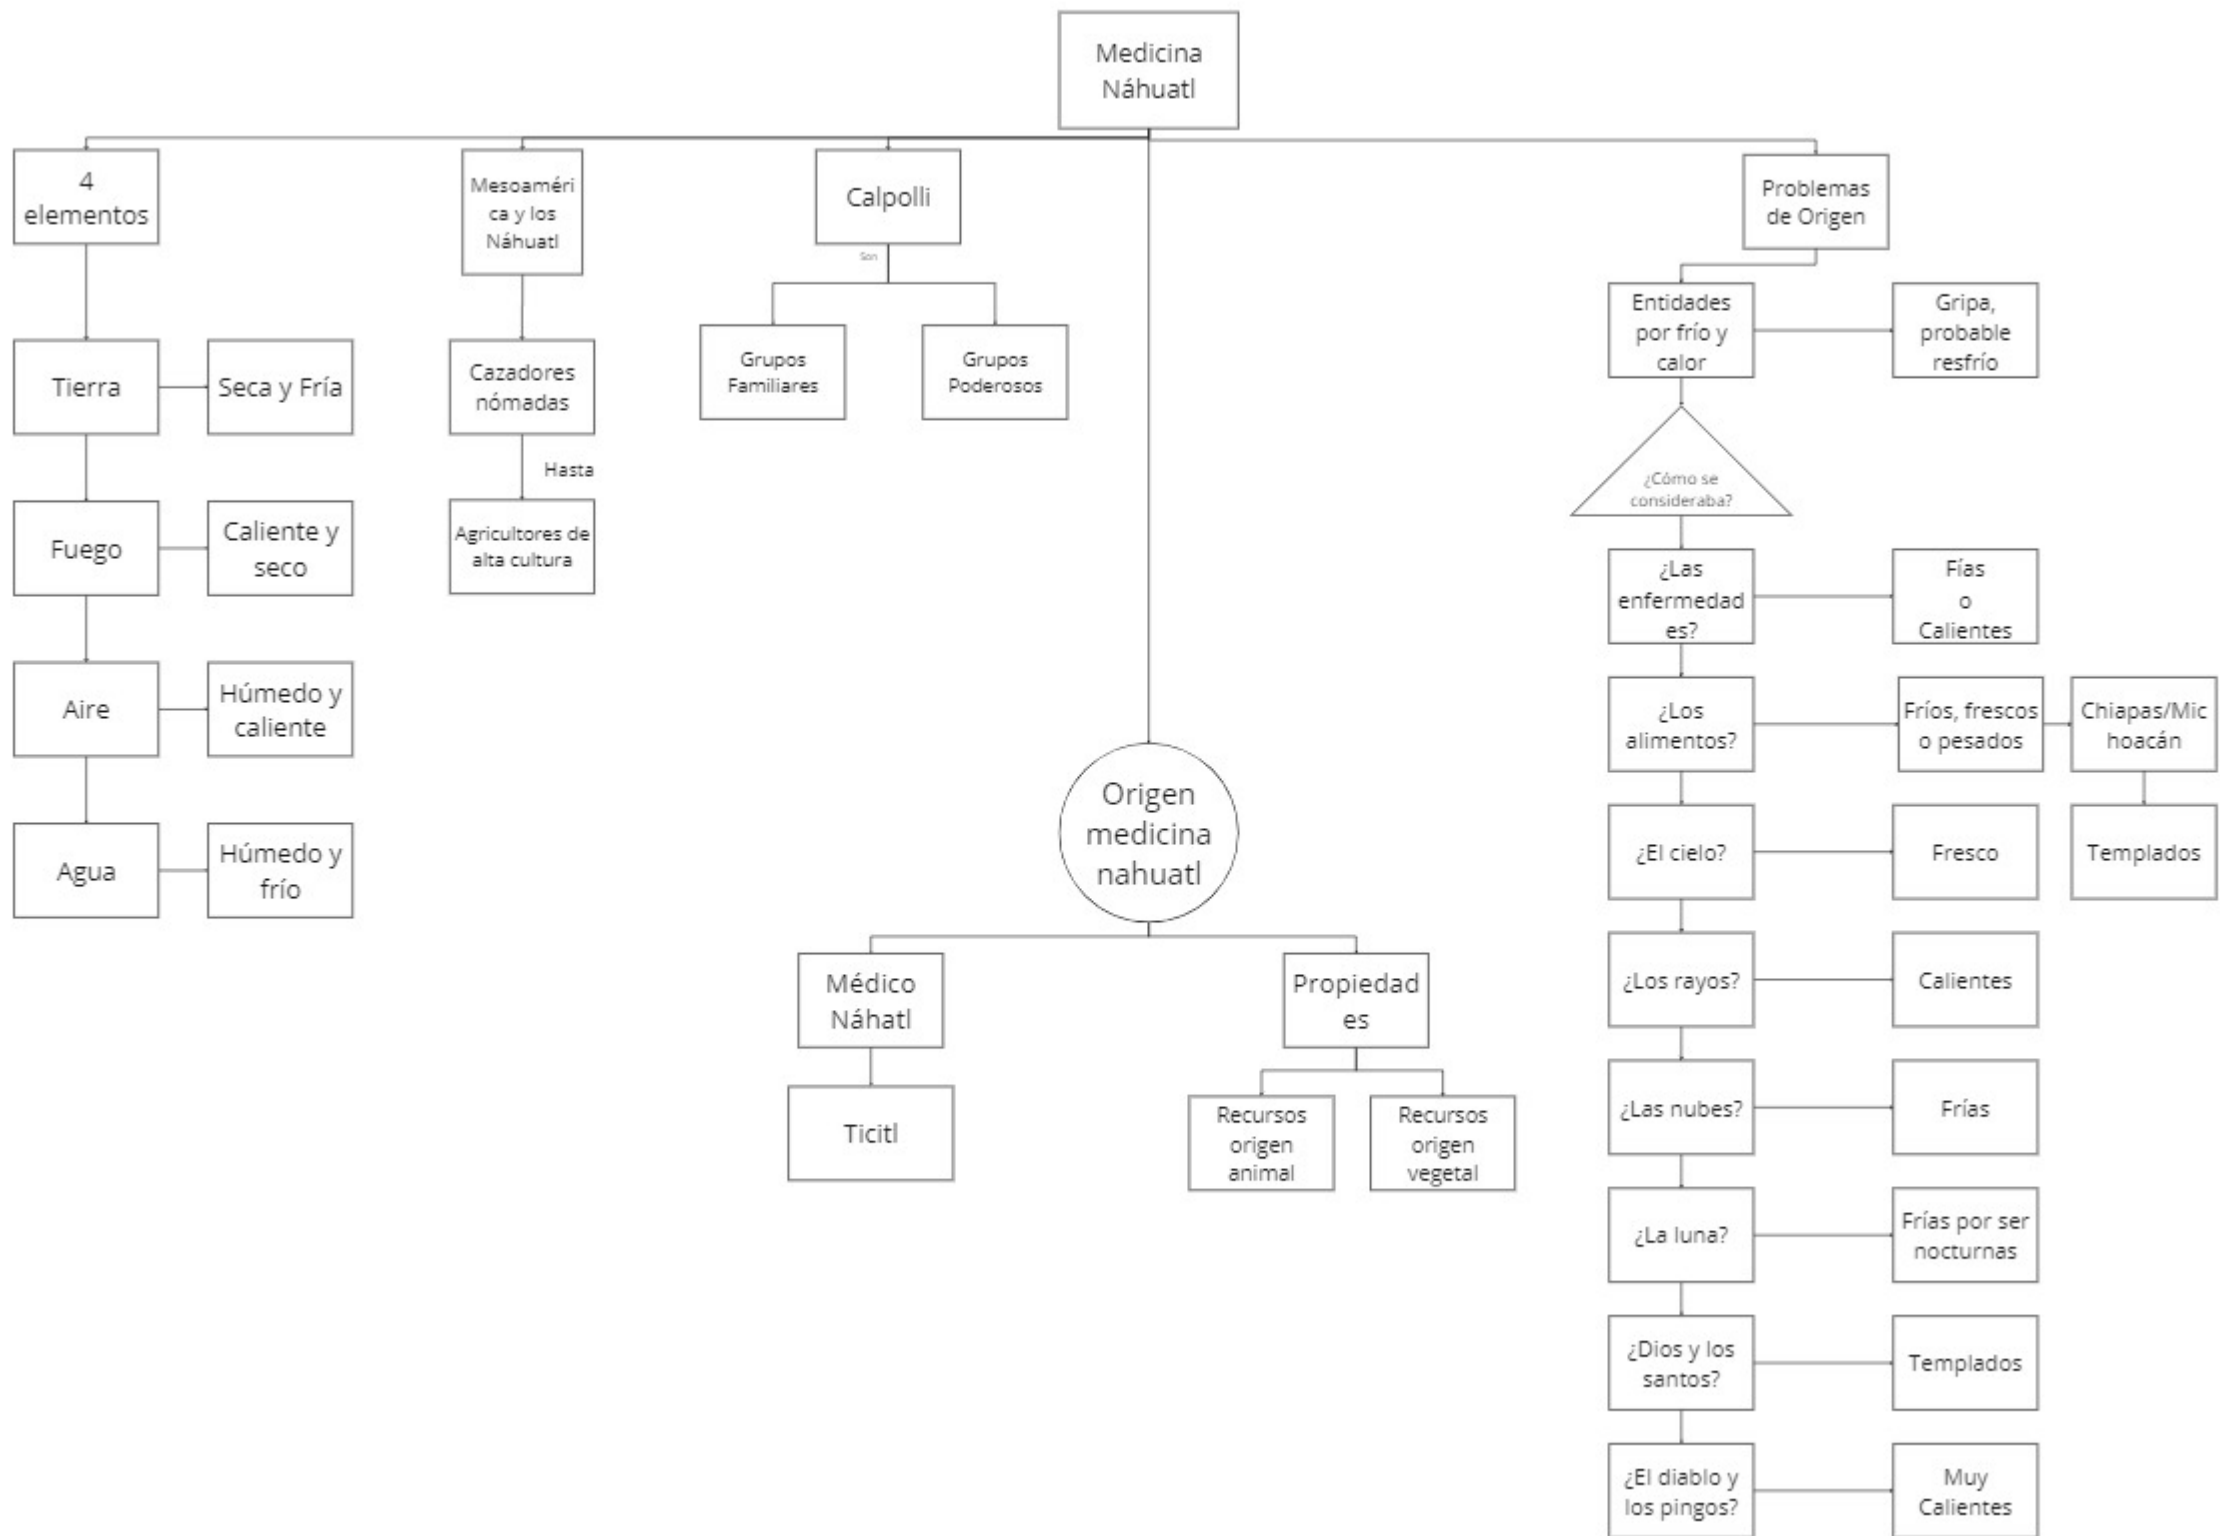 Medicina
Náhuatl
4
elementos
Mesoaméri
ca y los
Náhuatl
Calpolli
Problemas
de Origen
Son
Entidades
por frío y
calor
Gripa,
probable
resfrío
Tierra
Seca y Fría
Cazadores
nómadas
Grupos
Familiares
Grupos
Poderosos
Hasta
¿Cómo se
consideraba?
Fuego
Caliente y
seco
Agricultores de
alta cultura
¿Las
enfermedad
es?
Fías
o
Calientes
Aire
Húmedo y
caliente
¿Los
alimentos?
Fríos, frescos
o pesados
Chiapas/Mic
hoacán
Agua
Húmedo y
frío
Origen
medicina
nahuatl
¿El cielo?
Fresco
Templados
Médico
Náhatl
Propiedad
es
¿Los rayos?
Calientes
Ticitl
Recursos
origen
animal
Recursos
origen
vegetal
¿Las nubes?
Frías
¿La luna?
Frías por ser
nocturnas
¿Dios y los
santos?
Templados
¿El diablo y
los pingos?
Muy
Calientes